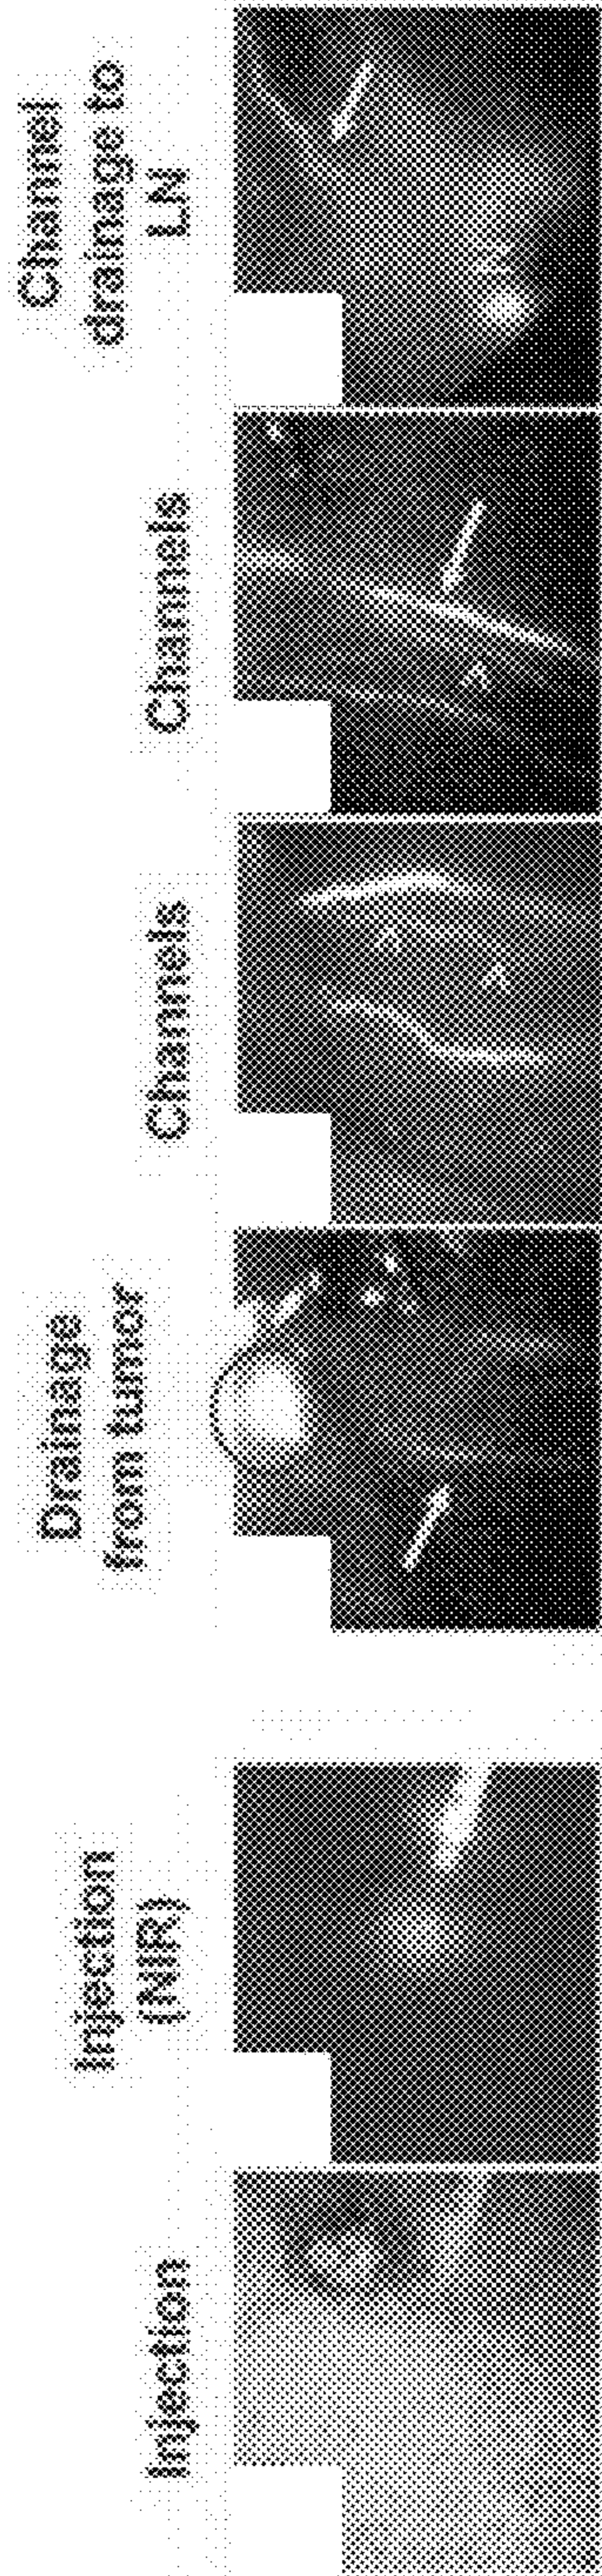 Injection
Injection
(NIR)
Drainage
from tumor
Channels
Channels
Channel
drainage to
LN